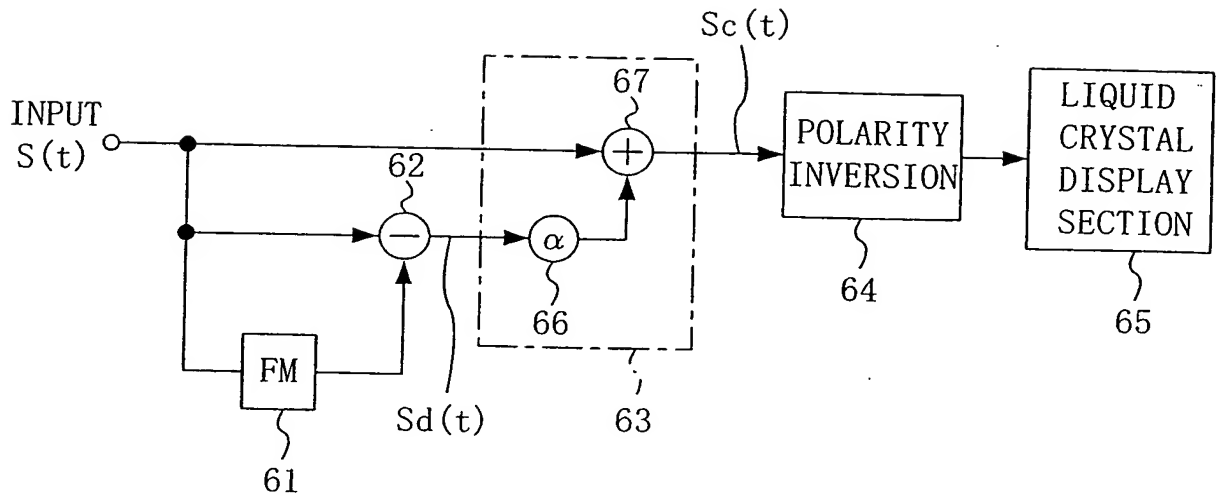 Sc(t)
67
INPUT
S(t)
+
POLARITY
INVERSION
LIQUID
CRYSTAL
DISPLAY
SECTION
62
−
α
64
66
65
FM
Sd(t)
63
61